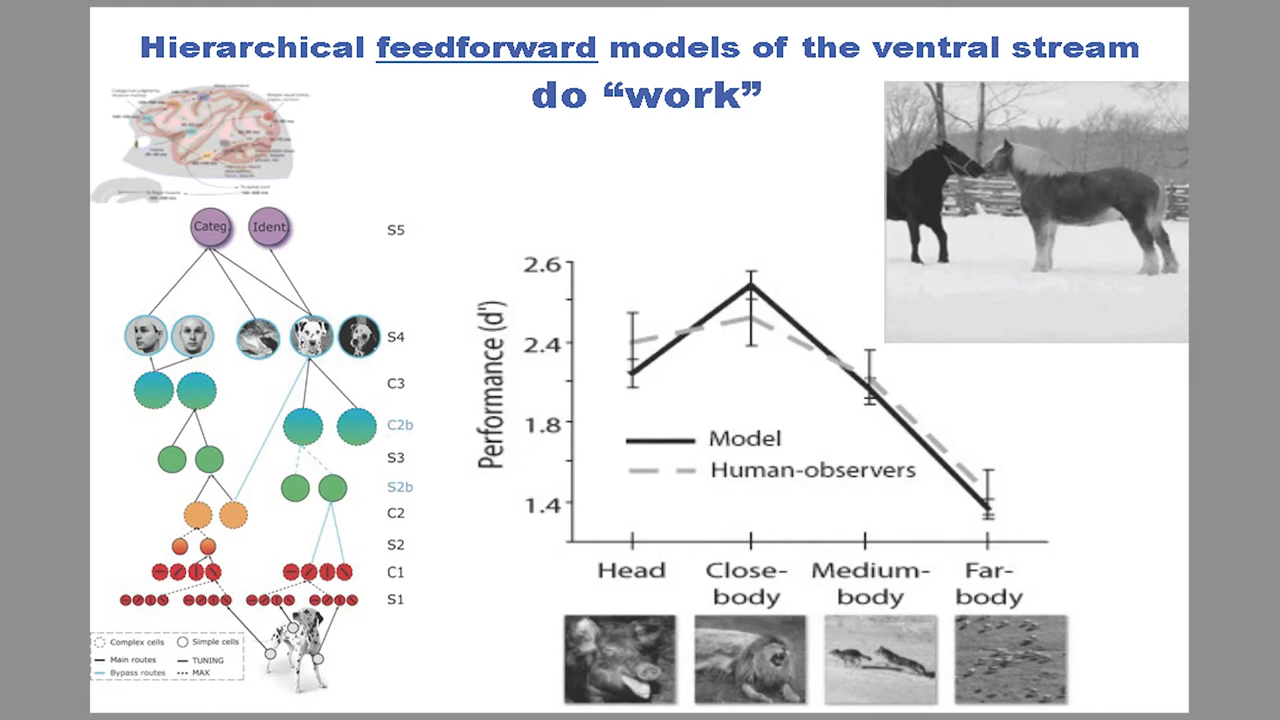 Hierarchical feedforward models of the ventral stream
do “work”
Categ.
Ident.
S5
S4
C3
C2b
S3
S2b
C2
S2
C1
S1
Complex cells
Simple cells
Main routes
TUNING
Bypass routes
MAX
Performance (d')
2.6
2.4
1.8
1.4
Model
Human-observers
Head
Close-
body
Medium-
body
Far-
body